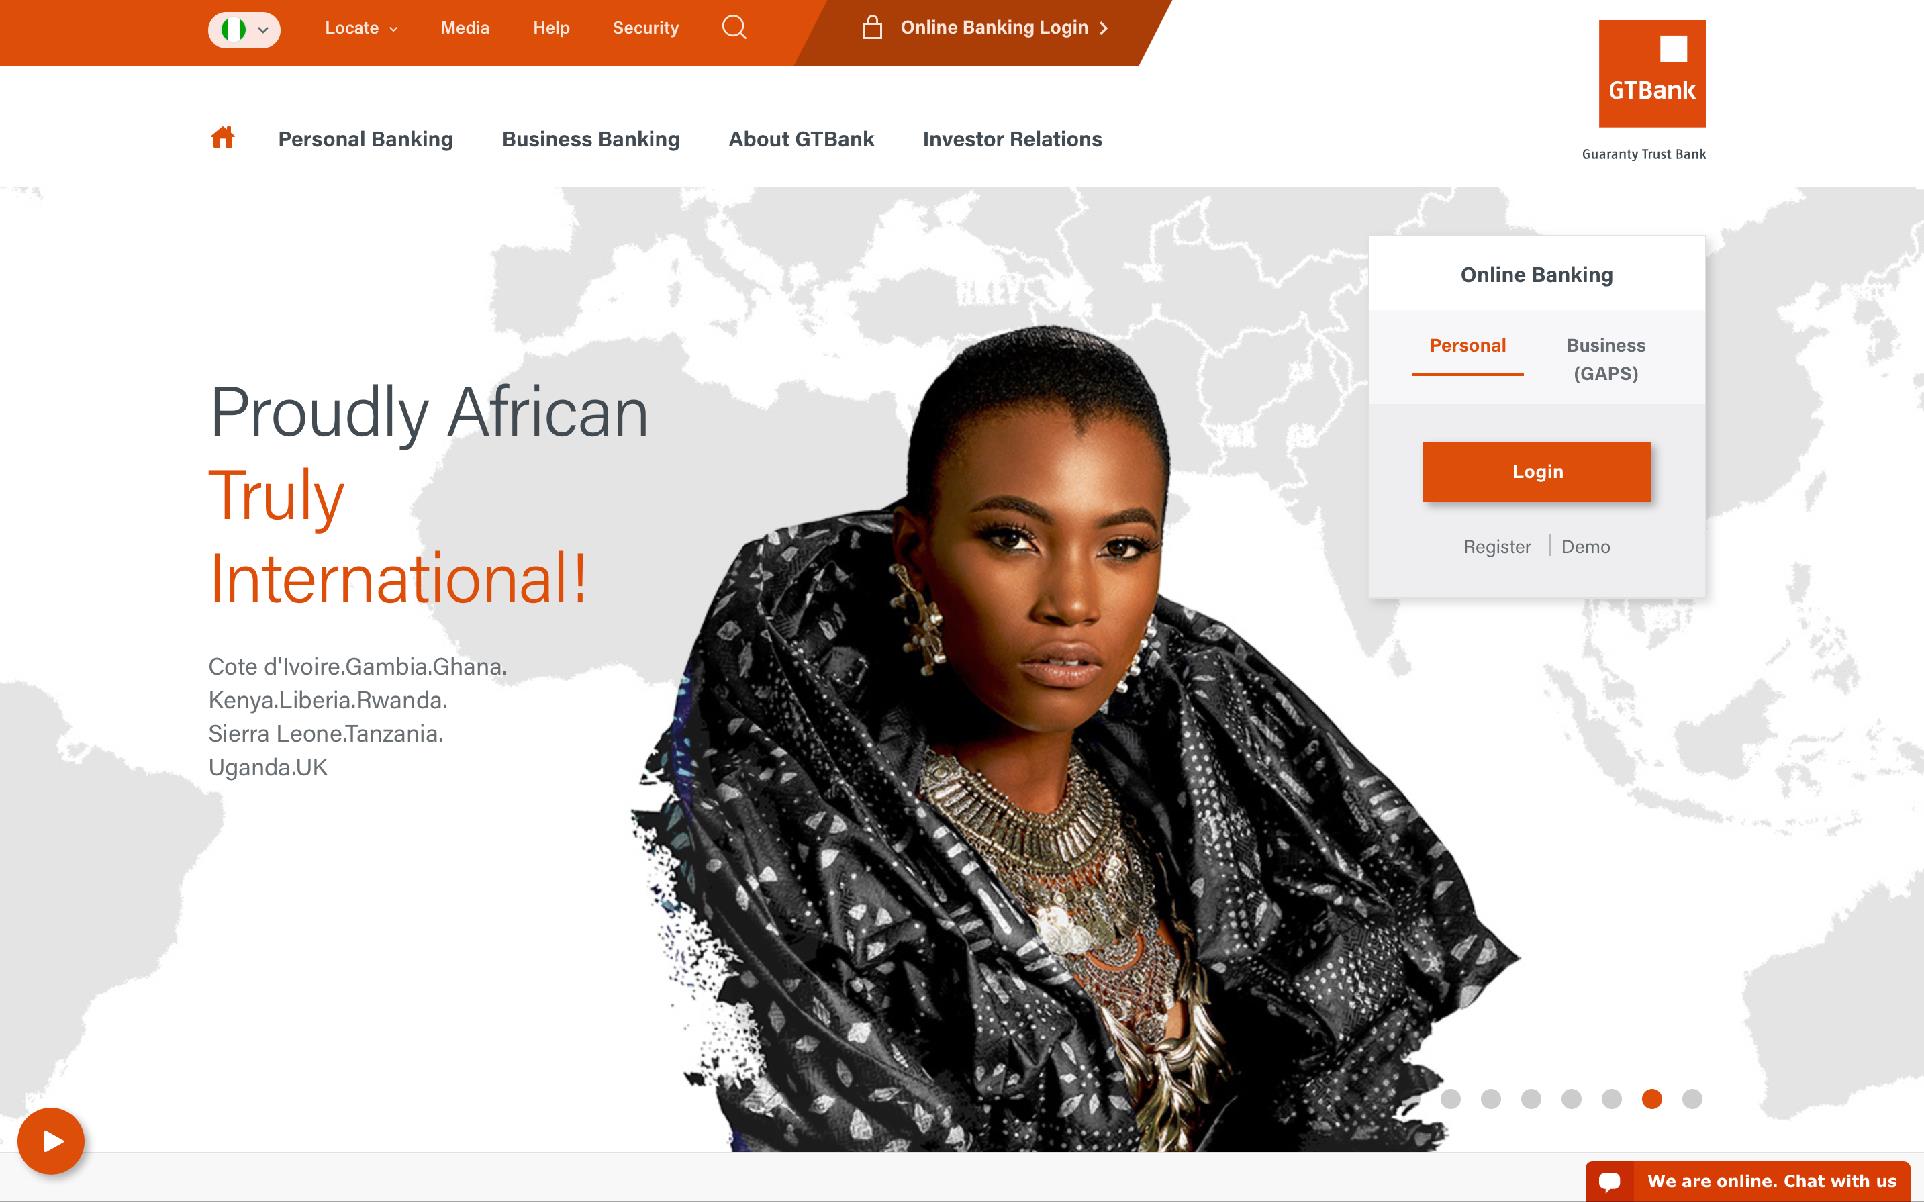 Locate
Media
Help
Security
Online Banking Login
GTBank
Guaranty Trust Bank
Personal Banking
Business Banking
About GTBank
Investor Relations
Proudly African
Truly
International!
Cote d'Ivoire.Gambia.Ghana.
Kenya.Liberia.Rwanda.
Sierra Leone.Tanzania.
Uganda.UK
Online Banking
Personal
Business
(GAPS)
Login
Register
Demo
We are online. Chat with us